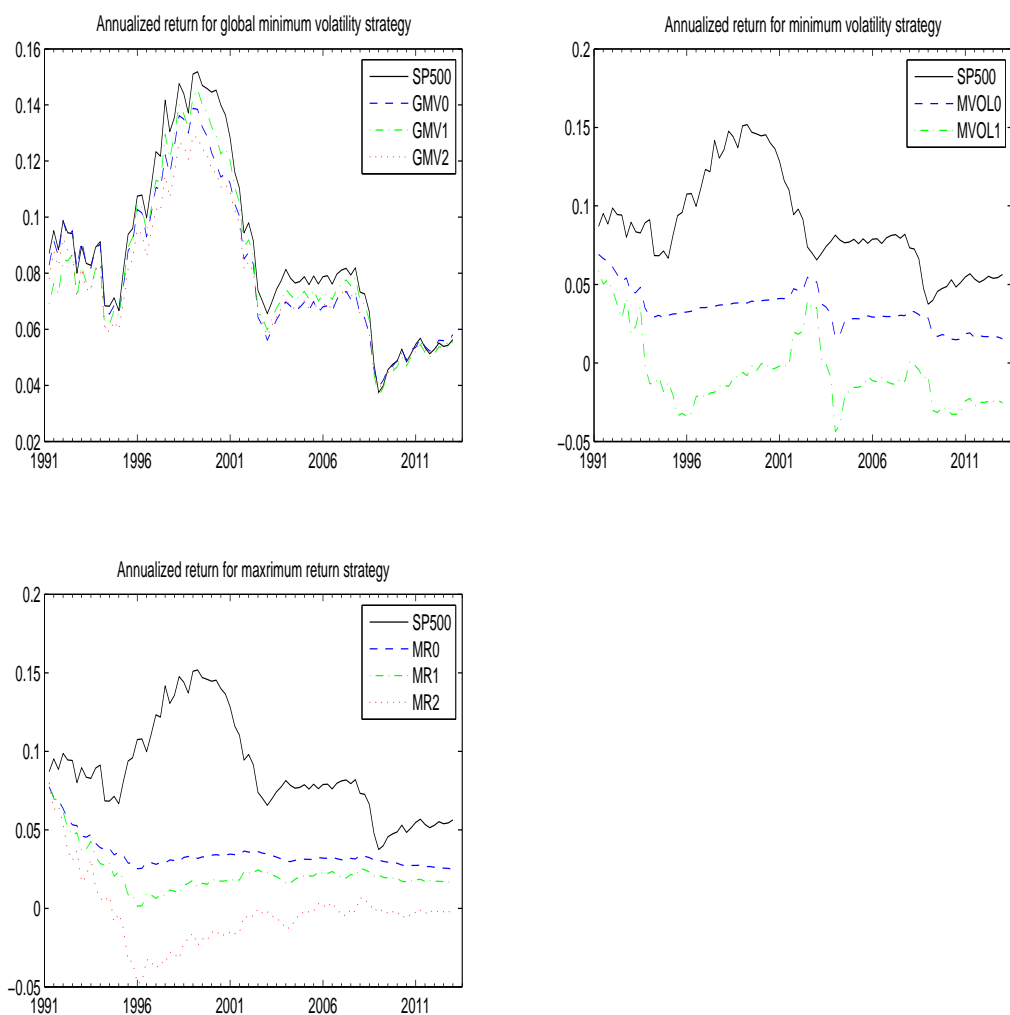 Annualized return for global minimum volatility strategy
0.16
0.14
0.12
0.1
0.08
0.06
0.04
0.02
1991 1996 2001 2006 2011
SP500
GMV0
GMV1
GMV2
Annualized return for minimum volatility strategy
0.2
0.15
0.1
0.05
0
−0.05
1991 1996 2001 2006 2011
SP500
MVOL0
MVOL1
Annualized return for maxrimum return strategy
0.2
0.15
0.1
0.05
0
−0.05
1991 1996 2001 2006 2011
SP500
MR0
MR1
MR2